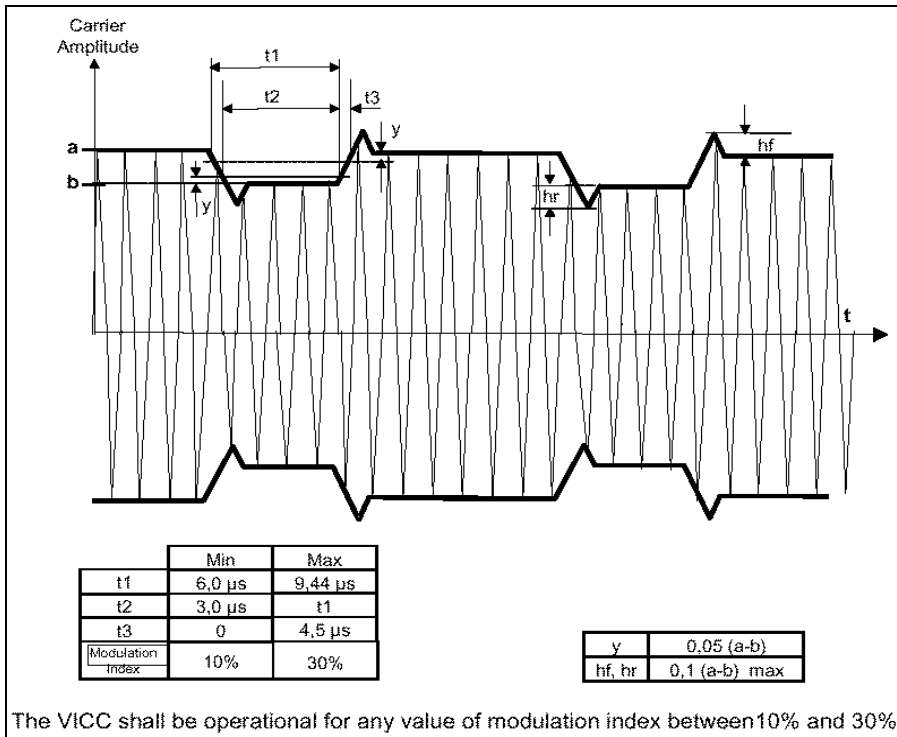 Carrier
Amplitude
t1
t2
t3
y
a
b
y
hf
hr
t
Min Max
t1 6,0 µs 9,44 µs
t2 3,0 µs t1
t3 0 4,5 µs
Modulation
Index 10% 30%
y 0,05 (a-b)
hf, hr 0,1 (a-b) max
The VICC shall be operational for any value of modulation index between10% and 30%